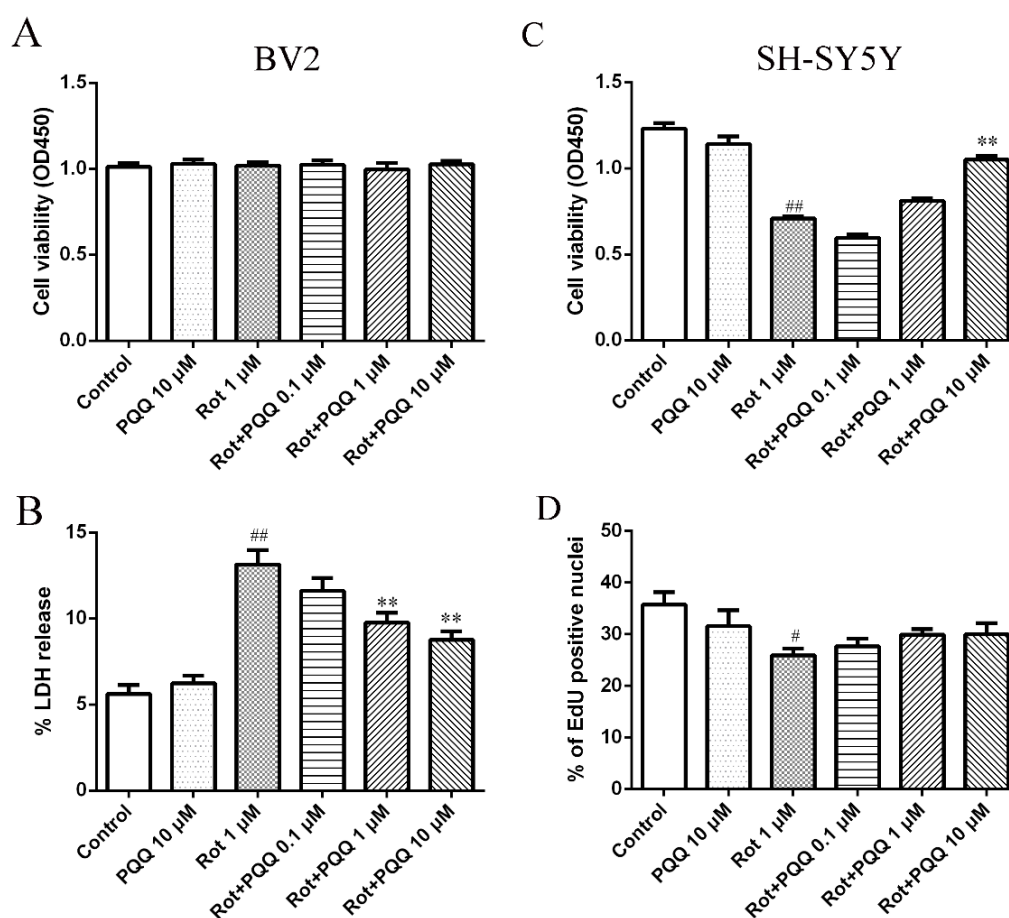 A
BV2
Cell viability (OD450)
1.5
1.0
0.5
0.0
Control
PQQ 10 μM
Rot 1 μM
Rot+PQQ 0.1 μM
Rot+PQQ 1 μM
Rot+PQQ 10 μM
C
SH-SY5Y
Cell viability (OD450)
1.5
1.0
0.5
0.0
##
**
Control
PQQ 10 μM
Rot 1 μM
Rot+PQQ 0.1 μM
Rot+PQQ 1 μM
Rot+PQQ 10 μM
B
% LDH release
15
10
5
0
##
**
**
Control
PQQ 10 μM
Rot 1 μM
Rot+PQQ 0.1 μM
Rot+PQQ 1 μM
Rot+PQQ 10 μM
D
% of EdU positive nuclei
50
40
30
20
10
0
#
Control
PQQ 10 μM
Rot 1 μM
Rot+PQQ 0.1 μM
Rot+PQQ 1 μM
Rot+PQQ 10 μM